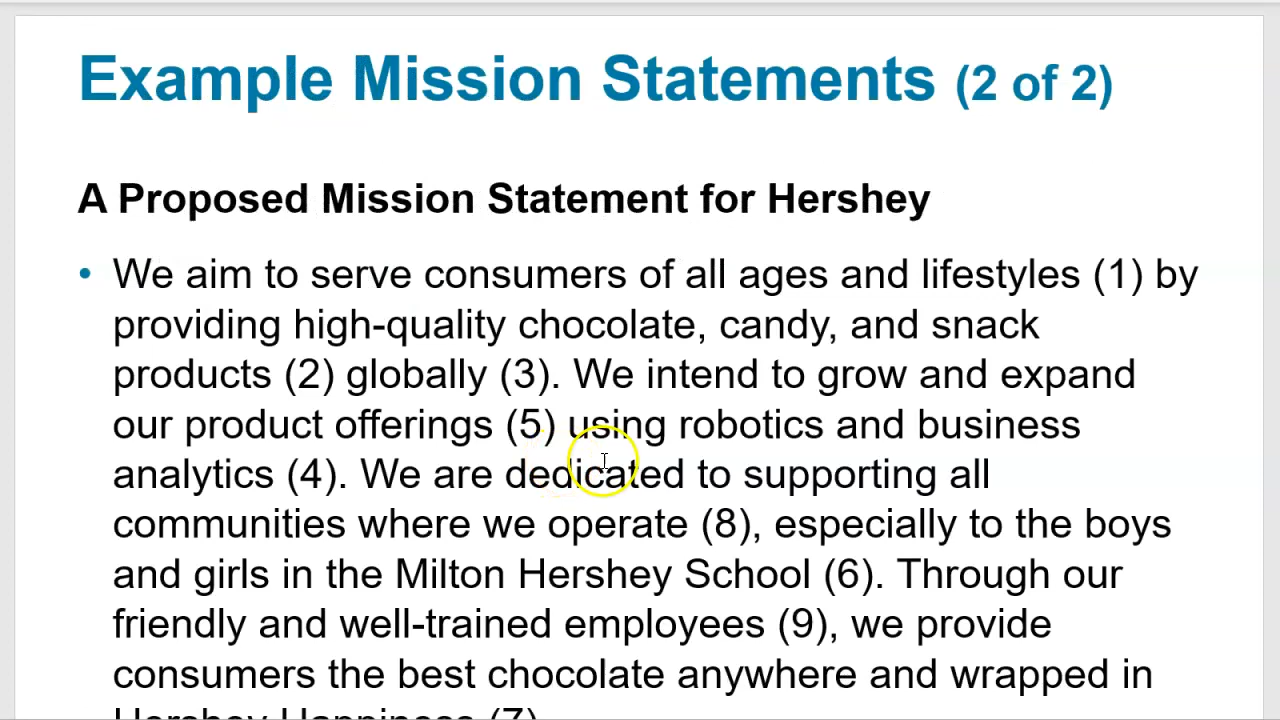 Example Mission Statements (2 of 2)
A Proposed Mission Statement for Hershey
• We aim to serve consumers of all ages and lifestyles (1) by
providing high-quality chocolate, candy, and snack
products (2) globally (3). We intend to grow and expand
our product offerings (5) using robotics and business
analytics (4). We are dedicated to supporting all
communities where we operate (8), especially to the boys
and girls in the Milton Hershey School (6). Through our
friendly and well-trained employees (9), we provide
consumers the best chocolate anywhere and wrapped in
Hershey Happiness (7)